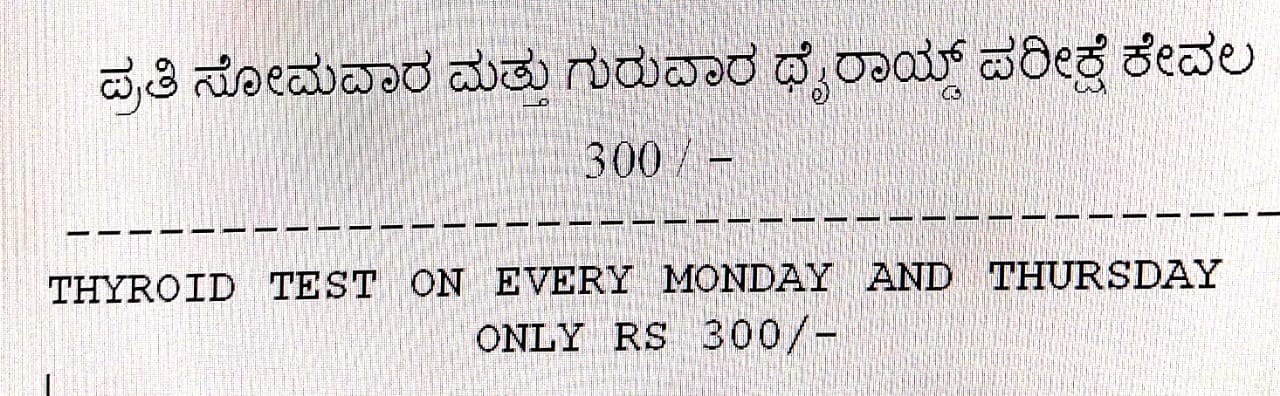 ಪ್ರತಿ ಸೋಮವಾರ ಮತ್ತು ಗುರುವಾರ ಥೈರಾಯ್ಡ್ ಪರೀಕ್ಷೆ ಕೇವಲ
300/-
THYROID TEST ON EVERY MONDAY AND THURSDAY
ONLY RS 300/-